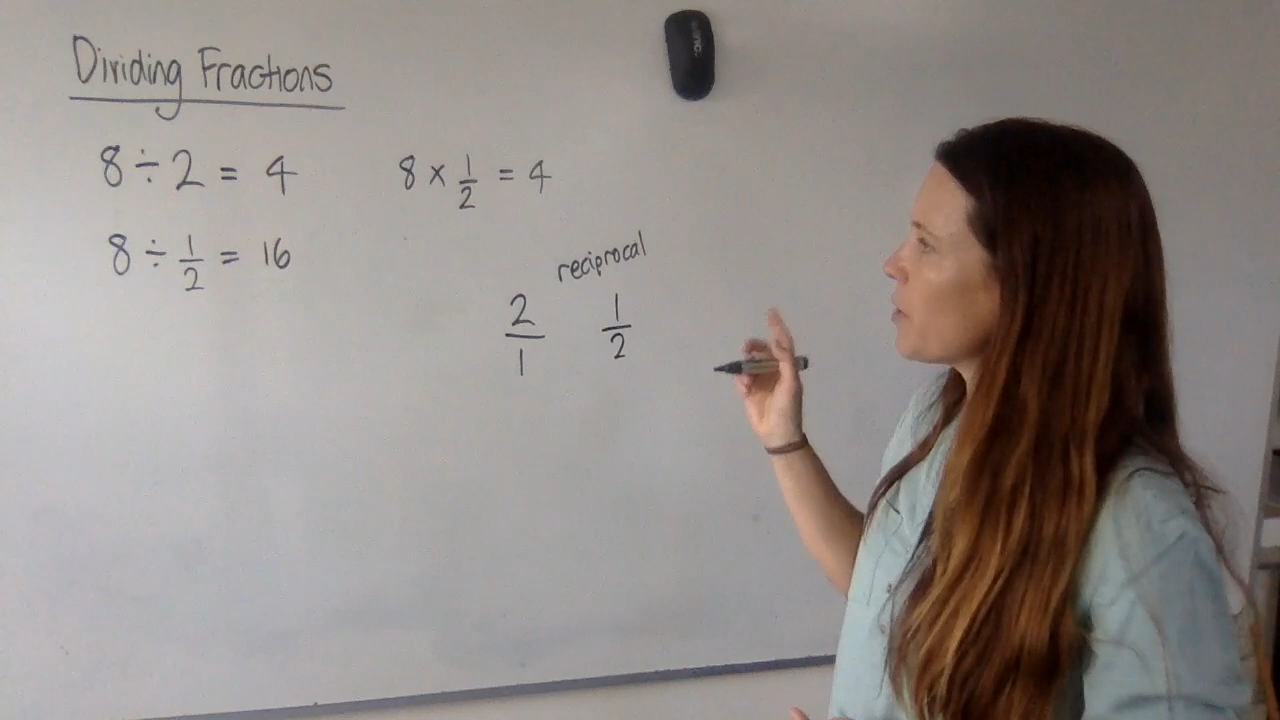 Dividing Fractions
8 ÷ 2 = 4
8 × 1/2 = 4
8 ÷ 1/2 = 16
reciprocal
2/1 1/2